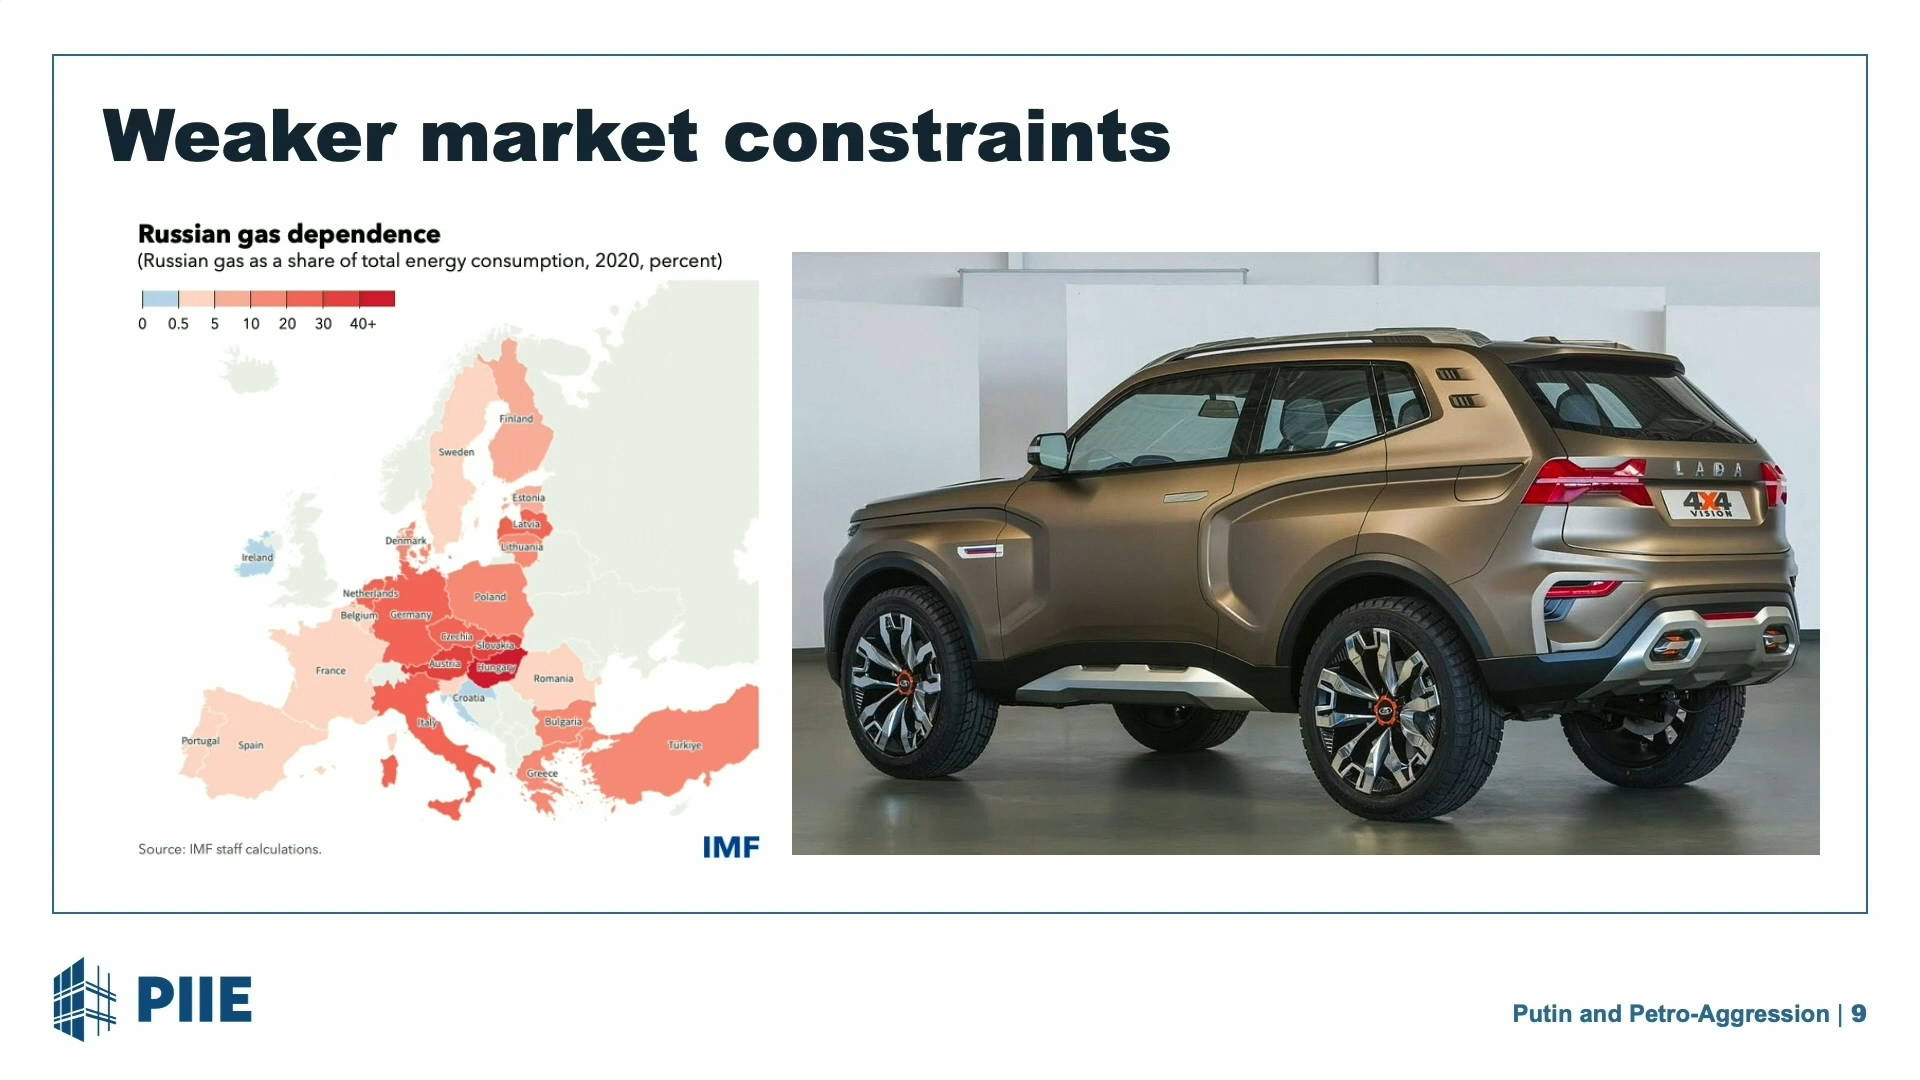 Weaker market constraints
Russian gas dependence
(Russian gas as a share of total energy consumption, 2020, percent)
0 0.5 5 10 20 30 40+
Finland
Sweden
Estonia
Latvia
Lithuania
Denmark
Ireland
Netherlands
Poland
Belgium
Germany
Czechia
Slovakia
Austria
Hungary
France
Romania
Croatia
Italy
Bulgaria
Portugal
Spain
Türkiye
Greece
Source: IMF staff calculations.
IMF
LADA
4X4
VISION
PIIE
Putin and Petro-Aggression | 9